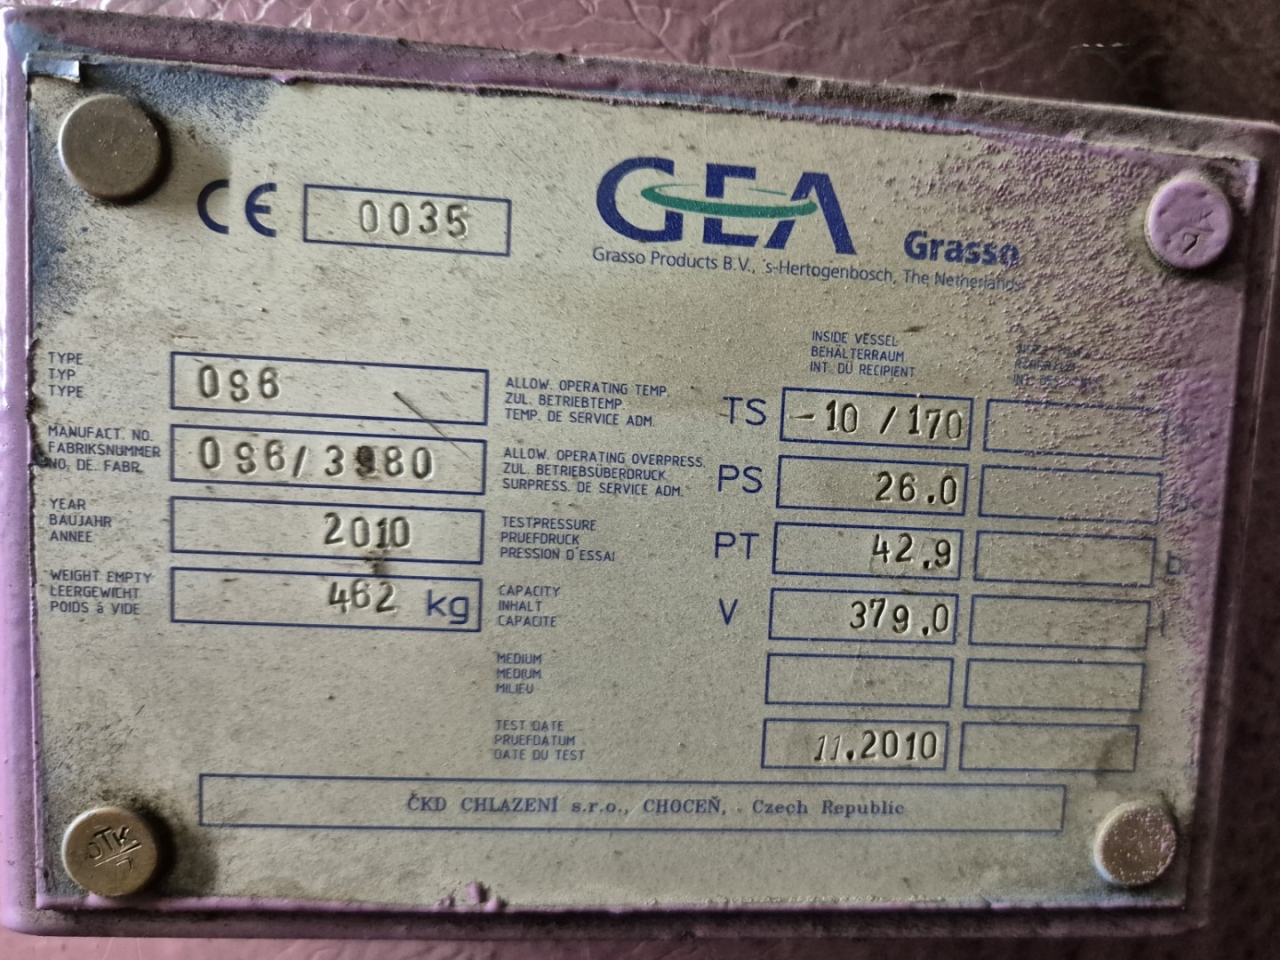 CE 0035
GEA
Grasso
Grasso Products B.V., 's-Hertogenbosch, The Netherlands
INSIDE VESSEL
BEHÄLTERRAUM
INT. DU RECIPIENT
TYPE
TYP
TYPE
OS6
MANUFACT. NO.
FABRIKSNUMMER
NO. DE. FABR.
OS6/3980
YEAR
BAUJAHR
ANNEE
2010
WEIGHT EMPTY
LEERGEWICHT
POIDS á VIDE
462 kg
ALLOW. OPERATING TEMP.
ZUL. BETRIEBTEMP.
TEMP. DE SERVICE ADM.
TS
-10 / 170
ALLOW. OPERATING OVERPRESS.
ZUL. BETRIEBSÜBERDRUCK
SURPRESS. DE SERVICE ADM.
PS
26.0
TESTPRESSURE
PRUEFDRUCK
PRESSION D'ESSAI
PT
42.9
CAPACITY
INHALT
CAPACITE
V
379.0
MEDIUM
MEDIUM
MILIEU
TEST DATE
PRUEFDATUM
DATE DU TEST
11.2010
ČKD CHLAZENÍ s.r.o., CHOCEŇ, Czech Republic